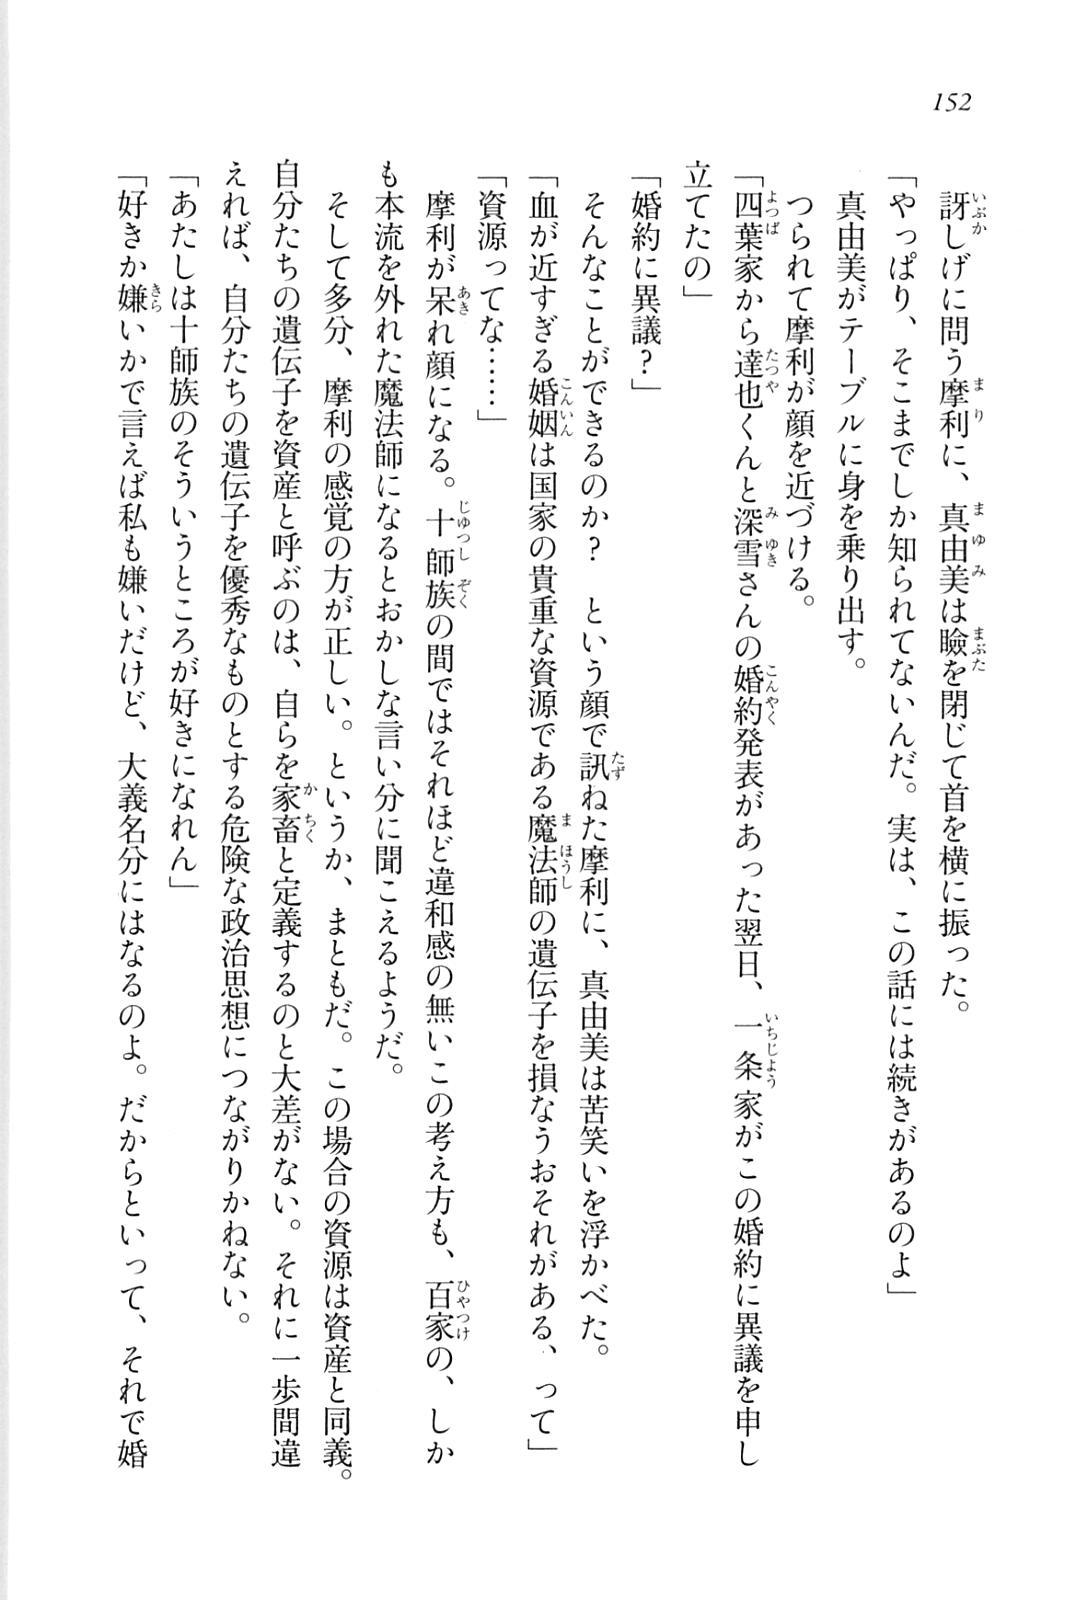 152
訝しげに問う摩利に、真由美は瞼を閉じて首を横に振った。
「やっぱり、そこまでしか知られてないんだ。実は、この話には続きがあるのよ」
真由美がテーブルに身を乗り出す。
つられて摩利が顔を近づける。
「四葉家から達也くんと深雪さんの婚約発表があった翌日、一条家がこの婚約に異議を申し
立てたの」
「婚約に異議?」
そんなことができるのか? という顔で訊ねた摩利に、真由美は苦笑いを浮かべた。
「血が近すぎる婚姻は国家の貴重な資源である魔法師の遺伝子を損なうおそれがある、って」
「資源ってな……」
摩利が呆れ顔になる。十師族の間ではそれほど違和感の無いこの考え方も、百家の、しか
も本流を外れた魔法師になるとおかしな言い分に聞こえるようだ。
そして多分、摩利の感覚の方が正しい。というか、まともだ。この場合の資源は資産と同義。
自分たちの遺伝子を資産と呼ぶのは、自らを家畜と定義するのと大差がない。それに一歩間違
えれば、自分たちの遺伝子を優秀なものとする危険な政治思想につながりかねない。
「あたしは十師族のそういうところが好きになれん」
「好きか嫌いかで言えば私も嫌いだけど、大義名分にはなるのよ。だからといって、それで婚